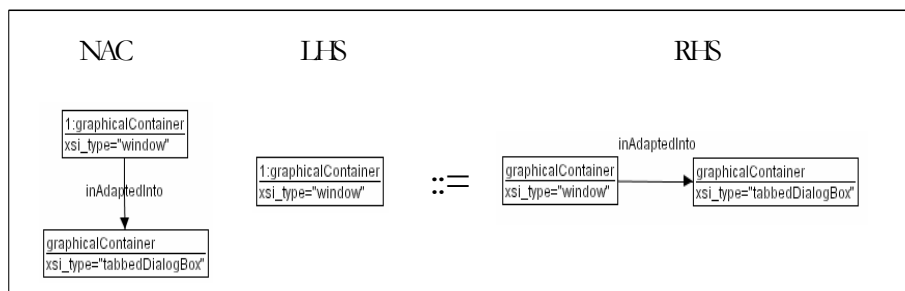 NAC
LHS
RHS
1:graphicalContainer
xsi_type="window"
inAdaptedInto
graphicalContainer
xsi_type="tabbedDialogBox"
1:graphicalContainer
xsi_type="window"
::=
inAdaptedInto
graphicalContainer
xsi_type="window"
graphicalContainer
xsi_type="tabbedDialogBox"